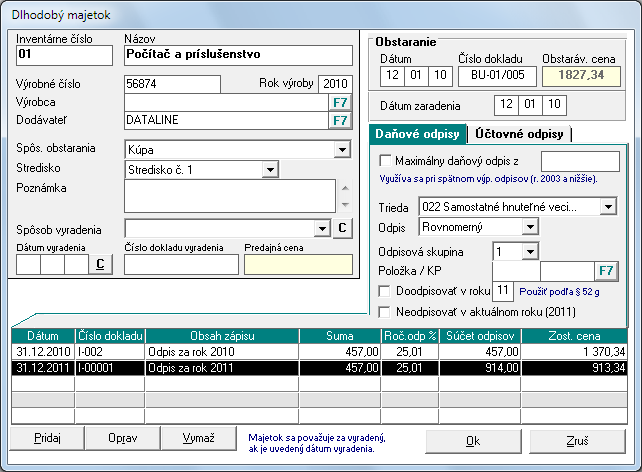 Dlhodobý majetok
Inventárne číslo Názov
01 Počítač a príslušenstvo
Výrobné číslo 56874 Rok výroby 2010
Výrobca F7
Dodávateľ DATALINE F7
Spôs. obstarania Kúpa
Stredisko Stredisko č. 1
Poznámka
Spôsob vyradenia C
Dátum vyradenia Číslo dokladu vyradenia Predajná cena
C
Obstaranie
Dátum Číslo dokladu Obstaráv. cena
12 01 10 BU-01/005 1827,34
Dátum zaradenia 12 01 10
Daňové odpisy Účtovné odpisy
Maximálny daňový odpis z
Využíva sa pri spätnom výp. odpisov (r. 2003 a nižšie).
Trieda 022 Samostatné hnuteľné veci...
Odpis Rovnomerný
Odpisová skupina 1
Položka / KP F7
Doodpisovať v roku 11 Použiť podľa § 52 g
Neodpisovať v aktuálnom roku (2011)
Dátum Číslo dokladu Obsah zápisu Suma Roč.odp % Súčet odpisov Zost. cena
31.12.2010 I-002 Odpis za rok 2010 457,00 25,01 457,00 1 370,34
31.12.2011 I-00001 Odpis za rok 2011 457,00 25,01 914,00 913,34
Pridaj Oprav Vymaž Majetok sa považuje za vyradený,
ak je uvedený dátum vyradenia. Ok Zruš